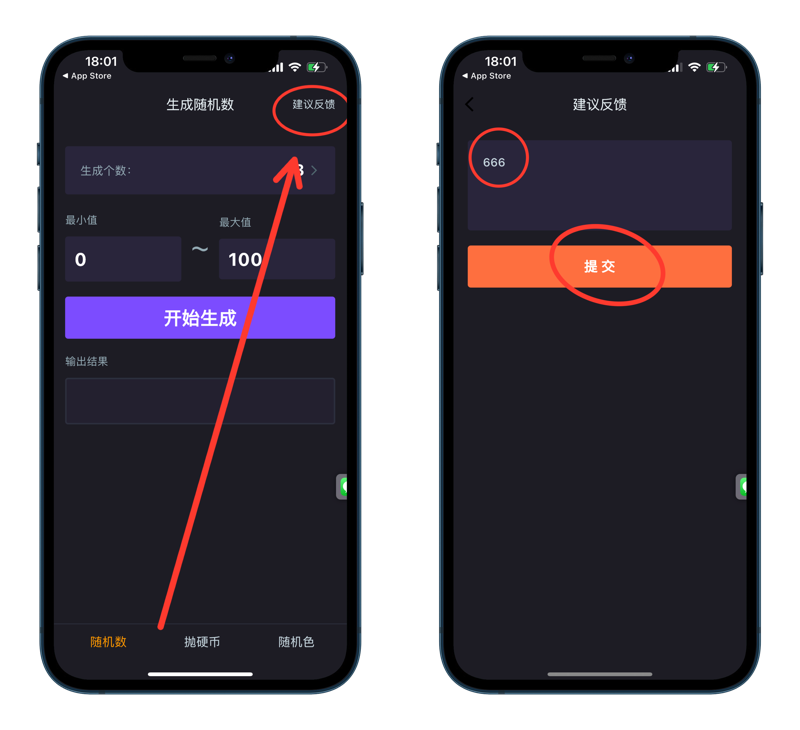 18:01
◀ App Store
生成随机数
建议反馈
生成个数:
最小值
最大值
0
~
100
开始生成
输出结果
随机数
抛硬币
随机色
18:01
◀ App Store
建议反馈
666
提交